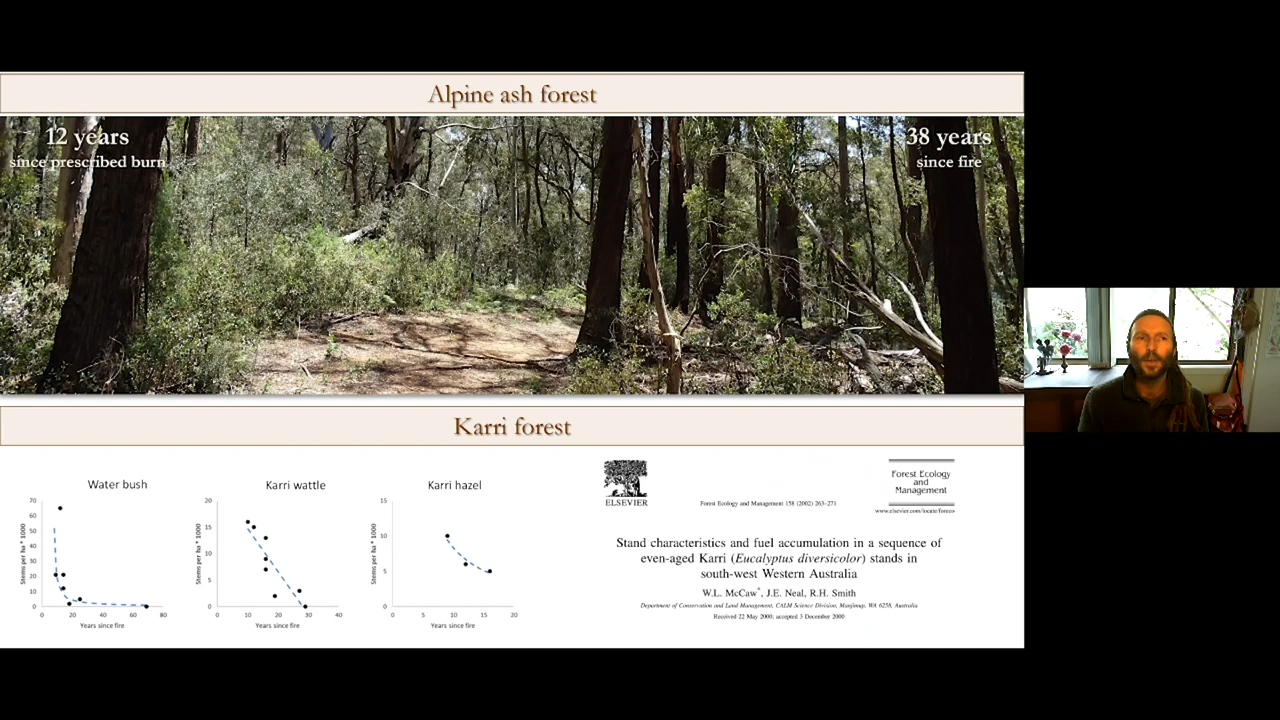 Alpine ash forest
12 years
since prescribed burn
38 years
since fire
Karri forest
Water bush
70
60
50
40
30
20
10
0
Stems per ha * 1000
0 20 40 60 80
Years since fire
Karri wattle
20
15
10
5
0
Stems per ha * 1000
0 10 20 30 40
Years since fire
Karri hazel
15
10
5
0
Stems per ha * 1000
0 5 10 15 20
Years since fire
ELSEVIER
Forest Ecology and Management 158 (2002) 263–271
Forest Ecology
and
Management
www.elsevier.com/locate/foreco
Stand characteristics and fuel accumulation in a sequence of
even-aged Karri (Eucalyptus diversicolor) stands in
south-west Western Australia
W.L. McCaw*, J.E. Neal, R.H. Smith
Department of Conservation and Land Management, CALM Science Division, Manjimup, WA 6258, Australia
Received 22 May 2000; accepted 3 December 2000